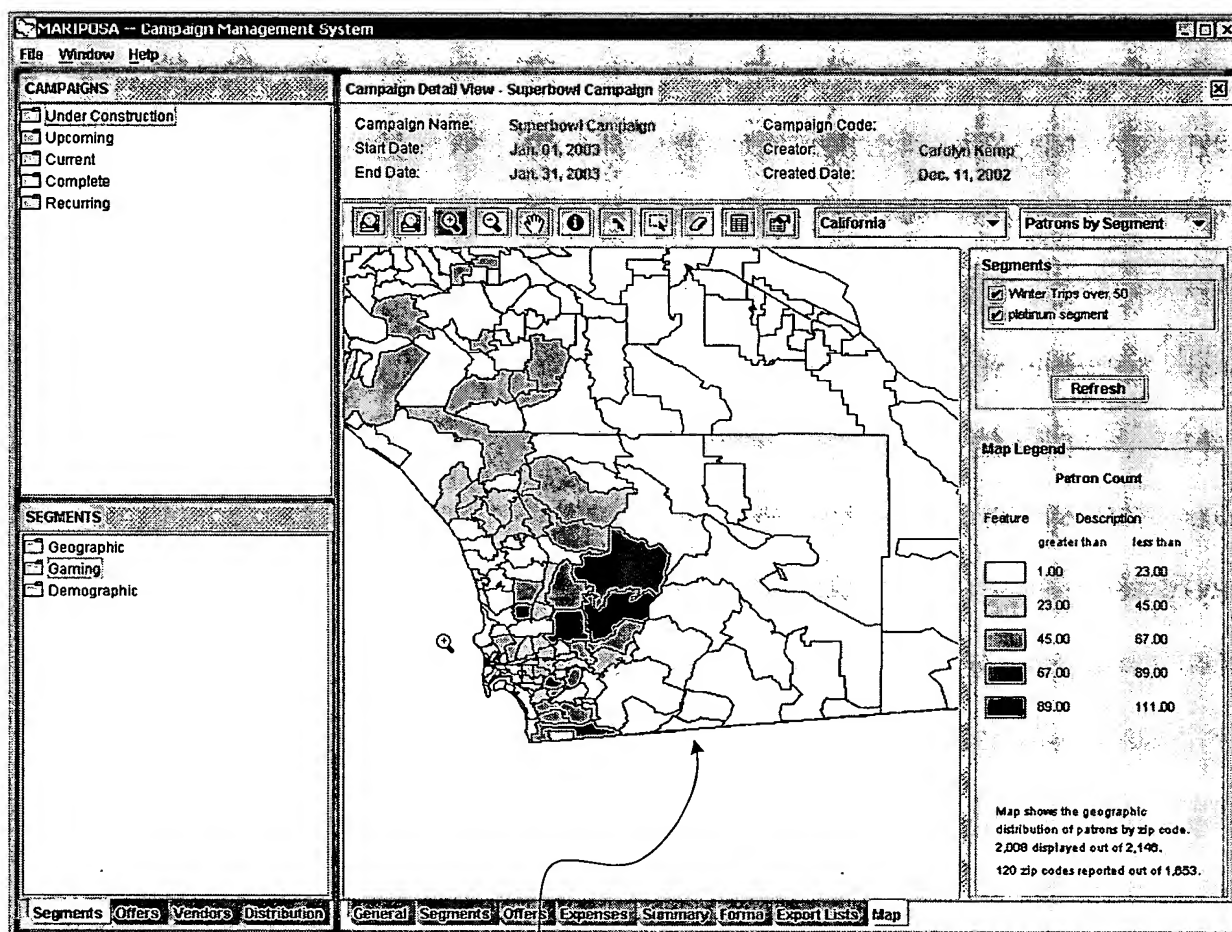 MARIPOSA -- Campaign Management System
File Window Help
CAMPAIGNS
Under Construction
Upcoming
Current
Complete
Recurring
SEGMENTS
Geographic
Gaming
Demographic
Segments Offers Vendors Distribution
Campaign Detail View - Superbowl Campaign
Campaign Name: Superbowl Campaign Campaign Code:
Start Date: Jan. 01, 2003 Creator: Carolyn Kemp
End Date: Jan. 31, 2003 Created Date: Dec. 11, 2002
California Patrons by Segment
Segments
Winter Trips over 50
platinum segment
Refresh
Map Legend
Patron Count
Feature Description
greater than less than
1.00 23.00
23.00 45.00
45.00 67.00
67.00 89.00
89.00 111.00
Map shows the geographic
distribution of patrons by zip code.
2,008 displayed out of 2,146.
120 zip codes reported out of 1,653.
General Segments Offers Expenses Summary Forma Export Lists Map